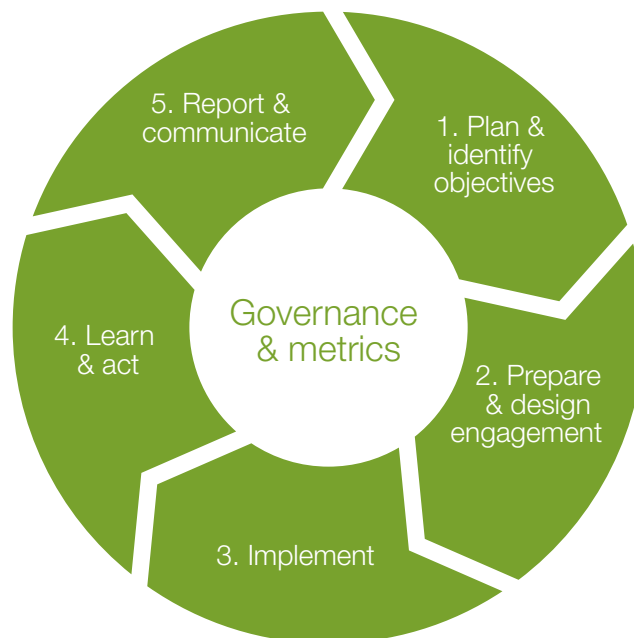 1. Plan &
identify
objectives
2. Prepare
& design
engagement
3. Implement
4. Learn
& act
5. Report &
communicate
Governance
& metrics